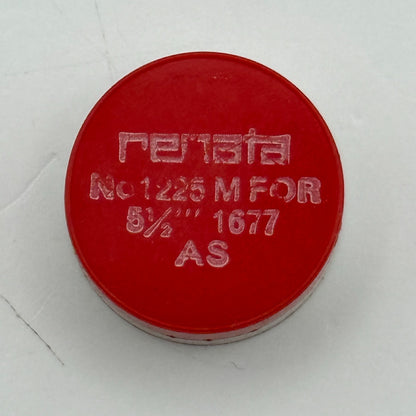 renata
No 1225 M FOR
5½''' 1677
AS